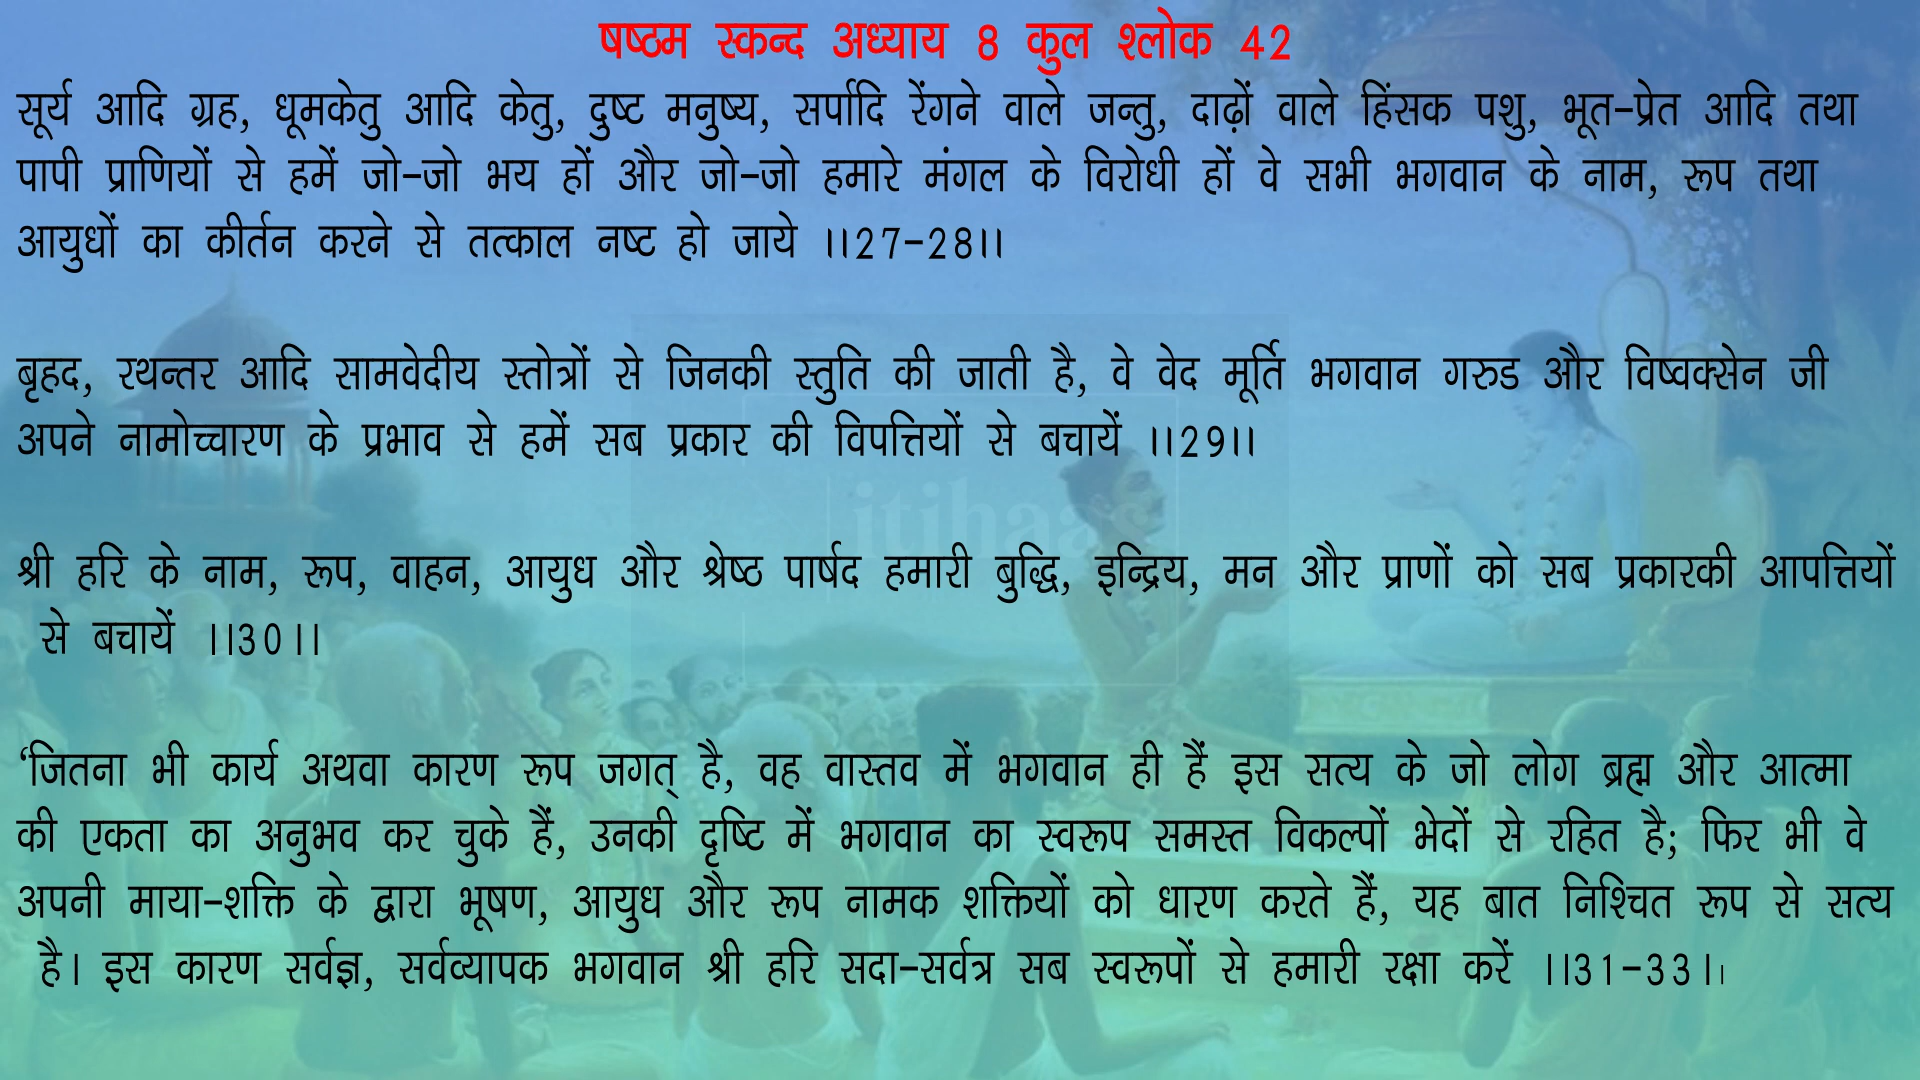 षष्ठम स्कन्द अध्याय 8 कुल श्लोक 42
सूर्य आदि ग्रह, धूमकेतु आदि केतु, दुष्ट मनुष्य, सर्पादि रेंगने वाले जन्तु, दाढ़ों वाले हिंसक पशु, भूत-प्रेत आदि तथा
पापी प्राणियों से हमें जो-जो भय हों और जो-जो हमारे मंगल के विरोधी हों वे सभी भगवान के नाम, रूप तथा
आयुधों का कीर्तन करने से तत्काल नष्ट हो जाये ।।27-28।।
बृहद, रथन्तर आदि सामवेदीय स्तोत्रों से जिनकी स्तुति की जाती है, वे वेद मूर्ति भगवान गरुड और विष्वक्सेन जी
अपने नामोच्चारण के प्रभाव से हमें सब प्रकार की विपत्तियों से बचायें ।।29।।
itihaa
श्री हरि के नाम, रूप, वाहन, आयुध और श्रेष्ठ पार्षद हमारी बुद्धि, इन्द्रिय, मन और प्राणों को सब प्रकारकी आपत्तियों
से बचायें ।।30।।
‘जितना भी कार्य अथवा कारण रूप जगत् है, वह वास्तव में भगवान ही हैं इस सत्य के जो लोग ब्रह्म और आत्मा
की एकता का अनुभव कर चुके हैं, उनकी दृष्टि में भगवान का स्वरूप समस्त विकल्पों भेदों से रहित है; फिर भी वे
अपनी माया-शक्ति के द्वारा भूषण, आयुध और रूप नामक शक्तियों को धारण करते हैं, यह बात निश्चित रूप से सत्य
है। इस कारण सर्वज्ञ, सर्वव्यापक भगवान श्री हरि सदा-सर्वत्र सब स्वरूपों से हमारी रक्षा करें ।।31-33।।